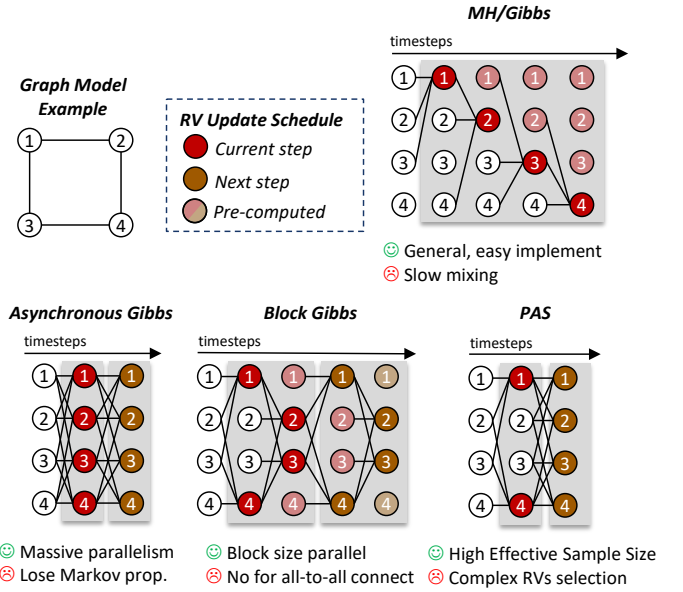 MH/Gibbs
timesteps
1 1 1 1 1
2 2 2 2 2
3 3 3 3 3
4 4 4 4 4
General, easy implement
Slow mixing
Graph Model
Example
1 2
3 4
RV Update Schedule
Current step
Next step
Pre-computed
Asynchronous Gibbs
timesteps
1 1 1
2 2 2
3 3 3
4 4 4
Massive parallelism
Lose Markov prop.
Block Gibbs
timesteps
1 1 1 1 1
2 2 2 2 2
3 3 3 3 3
4 4 4 4 4
Block size parallel
No for all-to-all connect
PAS
timesteps
1 1 1
2 2 2
3 3 3
4 4 4
High Effective Sample Size
Complex RVs selection